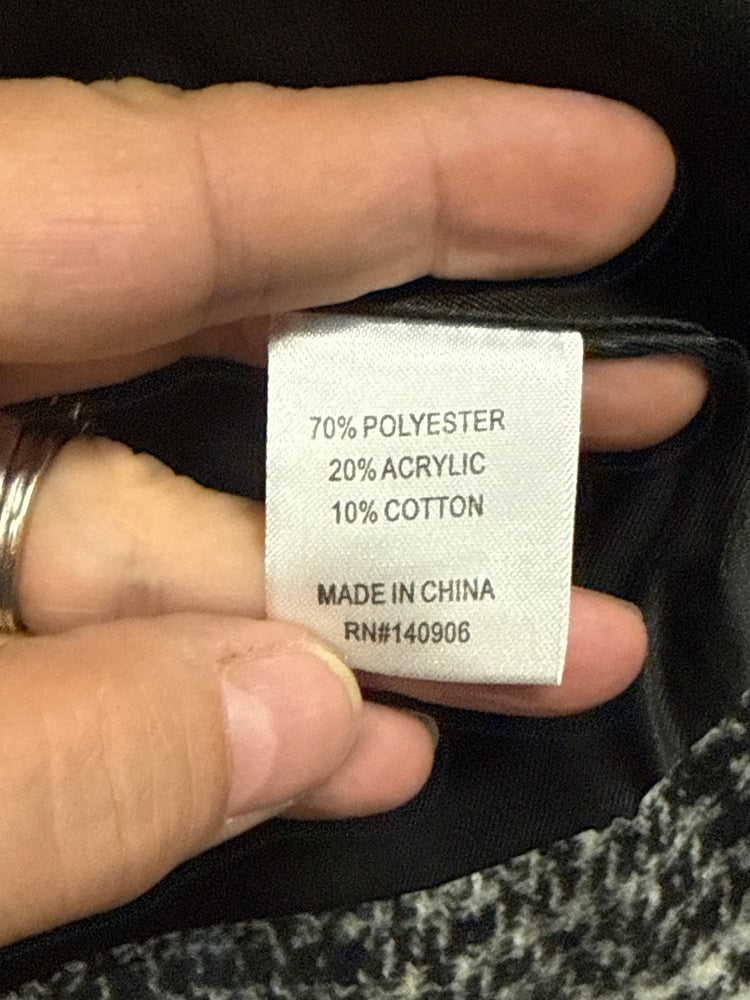 70% POLYESTER
20% ACRYLIC
10% COTTON
MADE IN CHINA
RN#140906